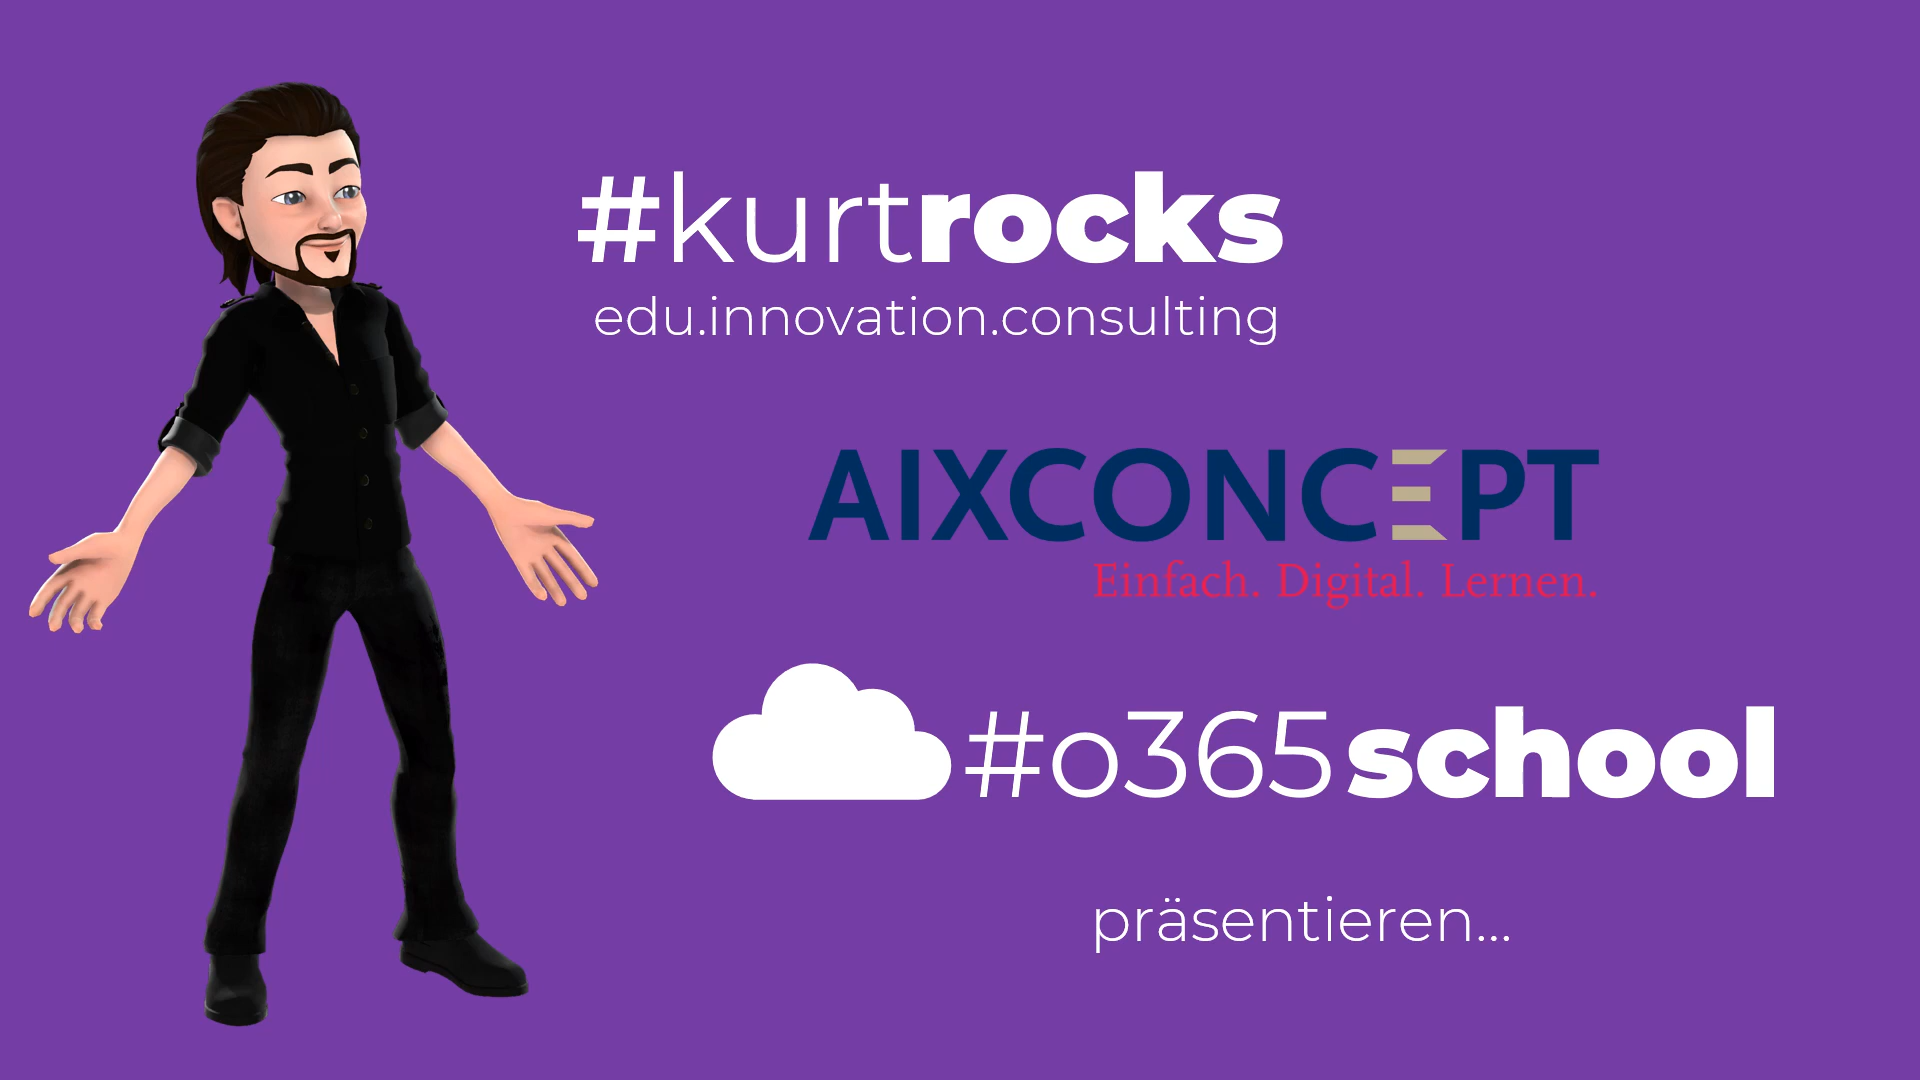 #kurtrocks
edu.innovation.consulting
AIXCONCEPT
Einfach. Digital. Lernen.
#o365school
präsentieren...